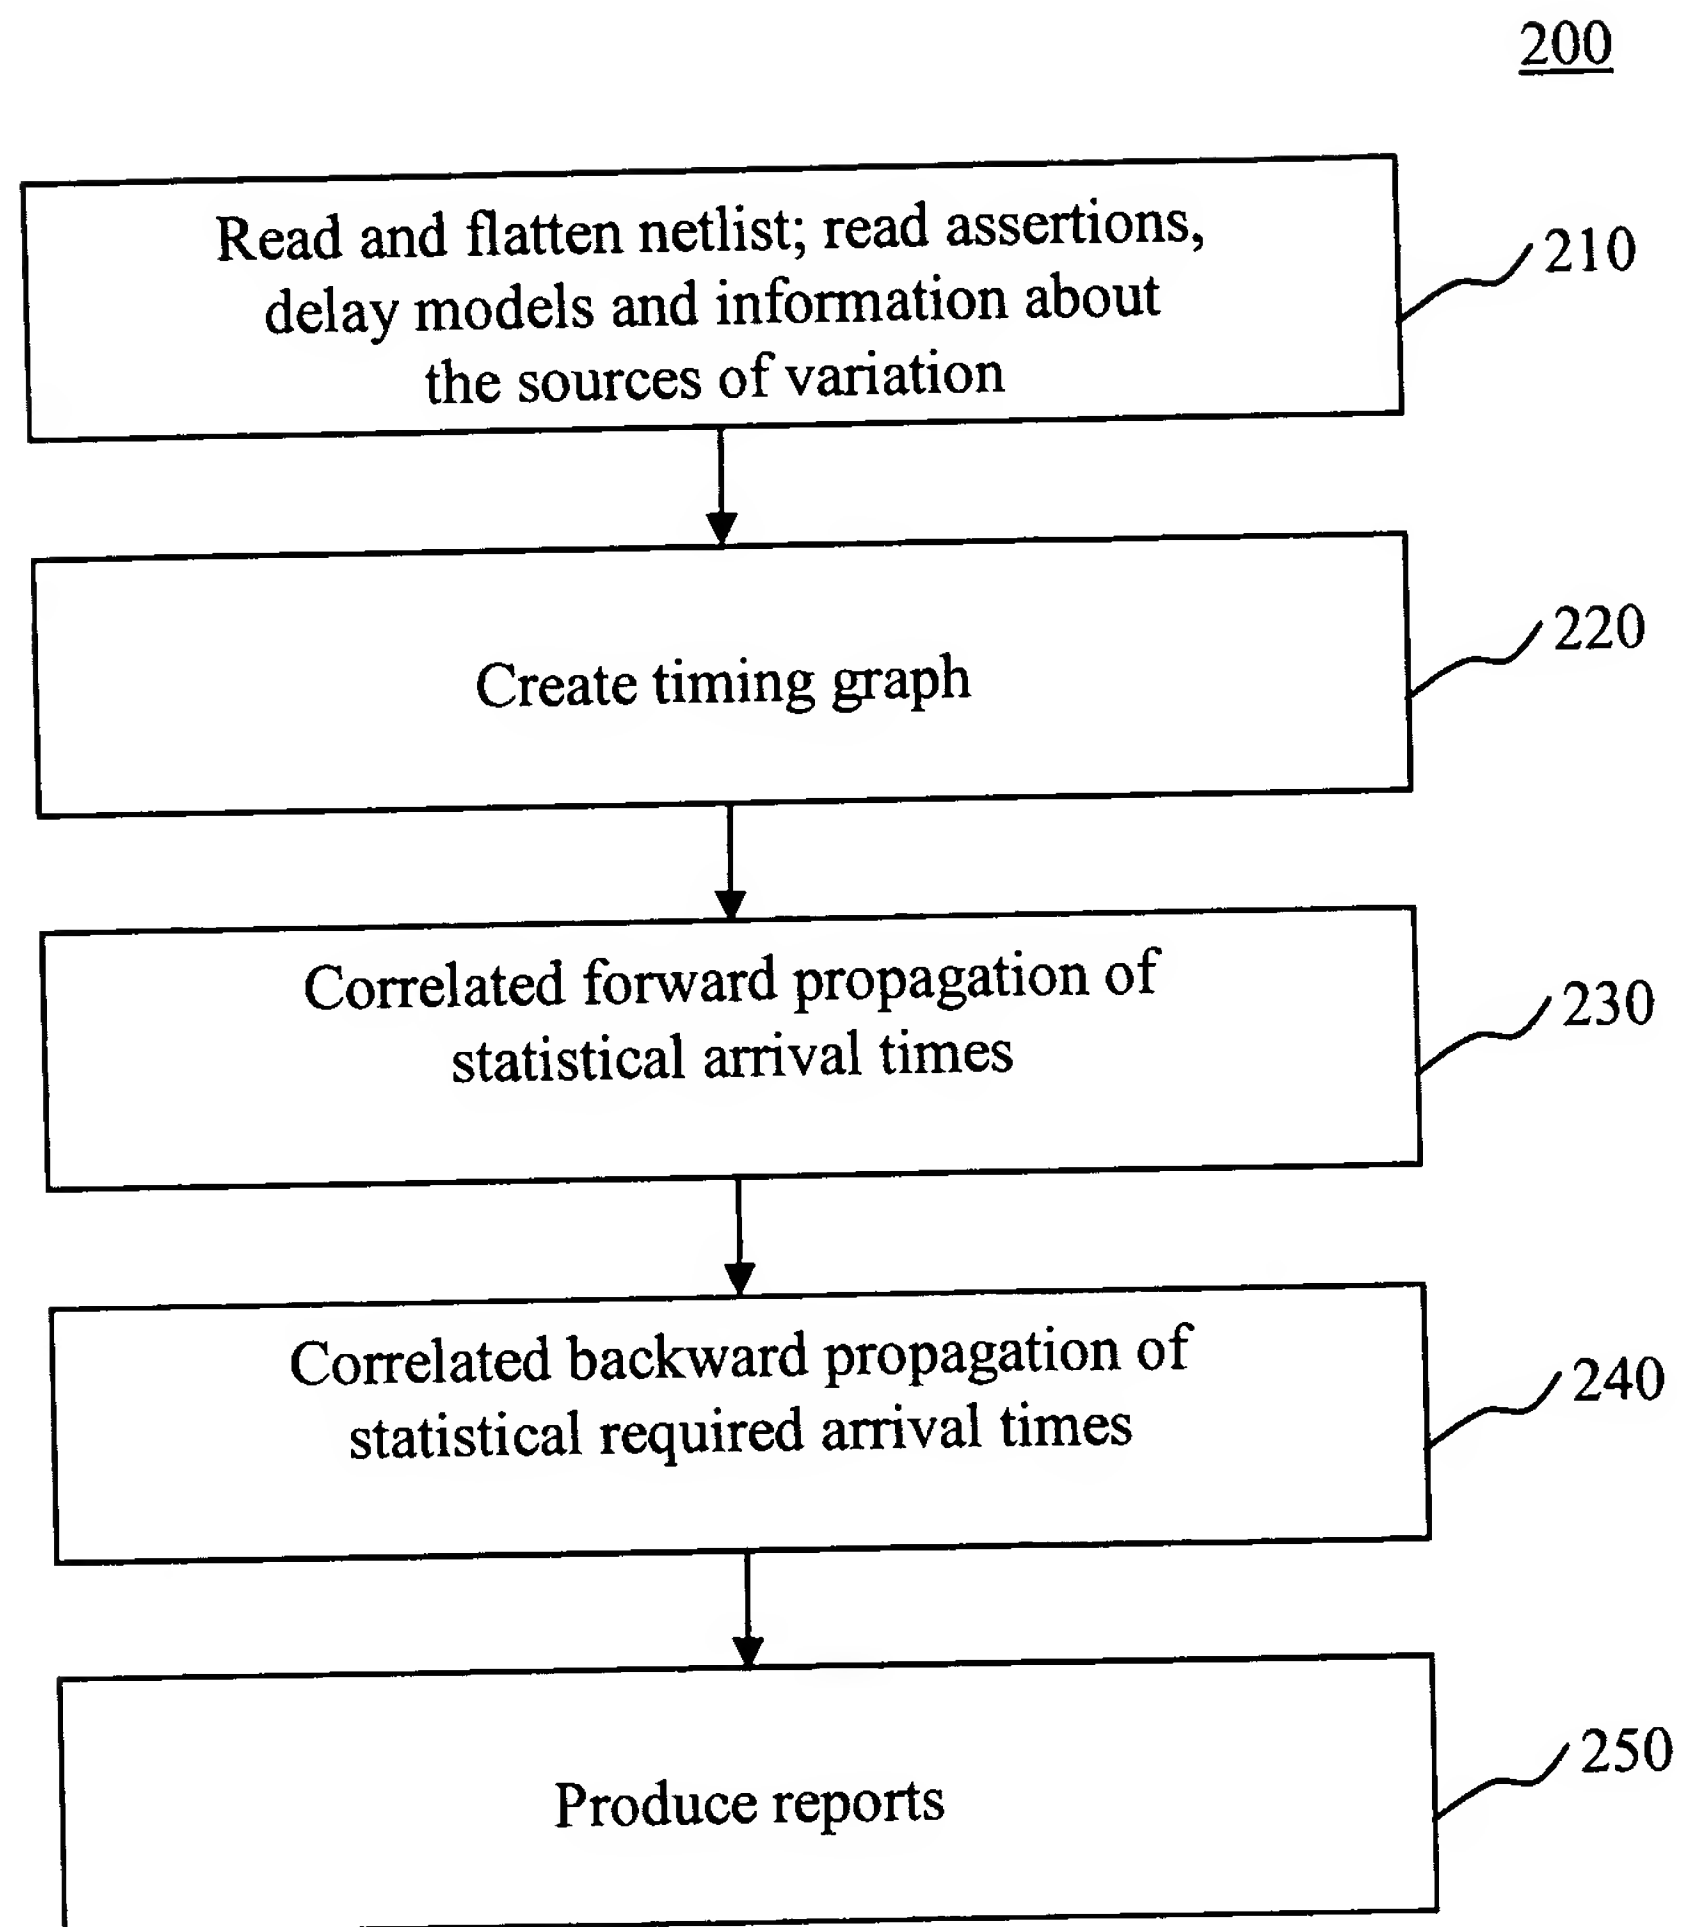 200
Read and flatten netlist; read assertions,
delay models and information about
the sources of variation
210
Create timing graph
220
Correlated forward propagation of
statistical arrival times
230
Correlated backward propagation of
statistical required arrival times
240
Produce reports
250